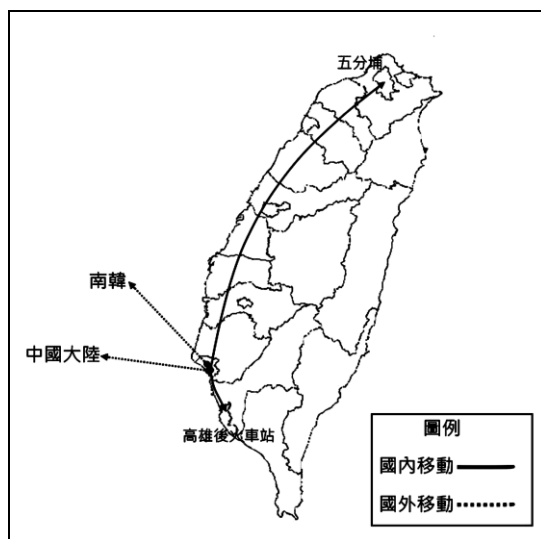 五分埔
南韓
中國大陸
高雄後火車站
圖例
國內移動
國外移動